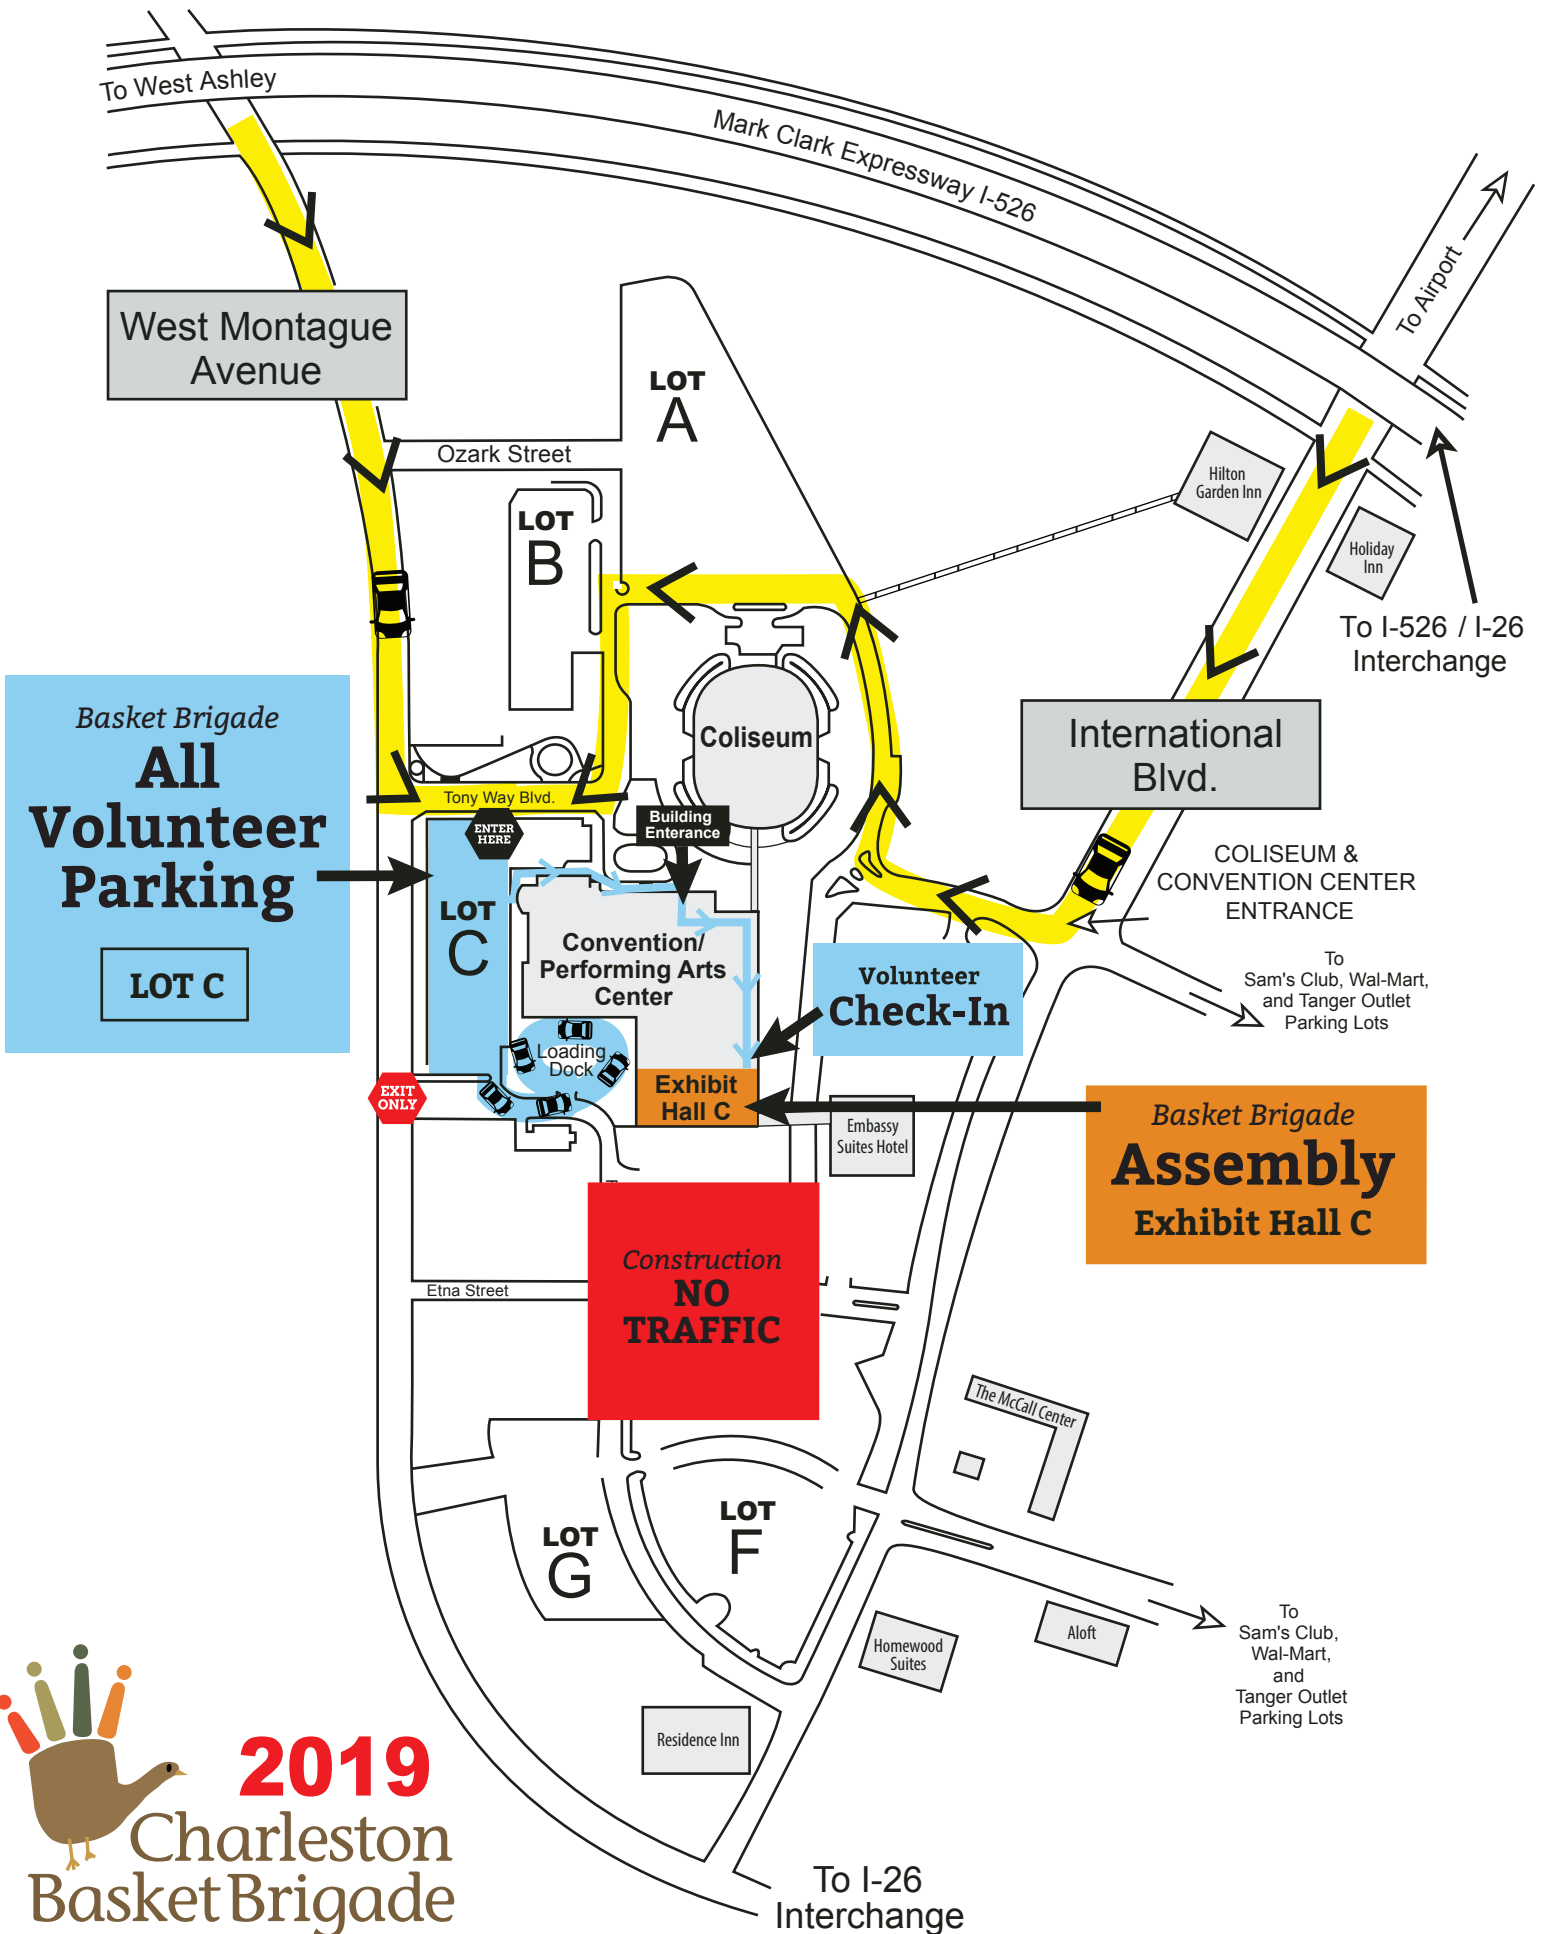 To West Ashley
Mark Clark Expressway I-526
To Airport
West Montague
Avenue
LOT
A
Ozark Street
LOT
B
Hilton
Garden Inn
Holiday
Inn
To I-526 / I-26
Interchange
Basket Brigade
All
Volunteer
Parking
LOT C
Coliseum
International
Blvd.
Tony Way Blvd.
ENTER
HERE
Building
Enterance
COLISEUM &
CONVENTION CENTER
ENTRANCE
LOT
C
Convention/
Performing Arts
Center
To
Sam's Club, Wal-Mart,
and Tanger Outlet
Parking Lots
Volunteer
Check-In
Loading
Dock
EXIT
ONLY
Exhibit
Hall C
Embassy
Suites Hotel
Basket Brigade
Assembly
Exhibit Hall C
Construction
NO
TRAFFIC
Etna Street
The McCall Center
LOT
G
LOT
F
Homewood
Suites
Aloft
To
Sam's Club,
Wal-Mart,
and
Tanger Outlet
Parking Lots
Residence Inn
2019
Charleston
Basket Brigade
To I-26
Interchange